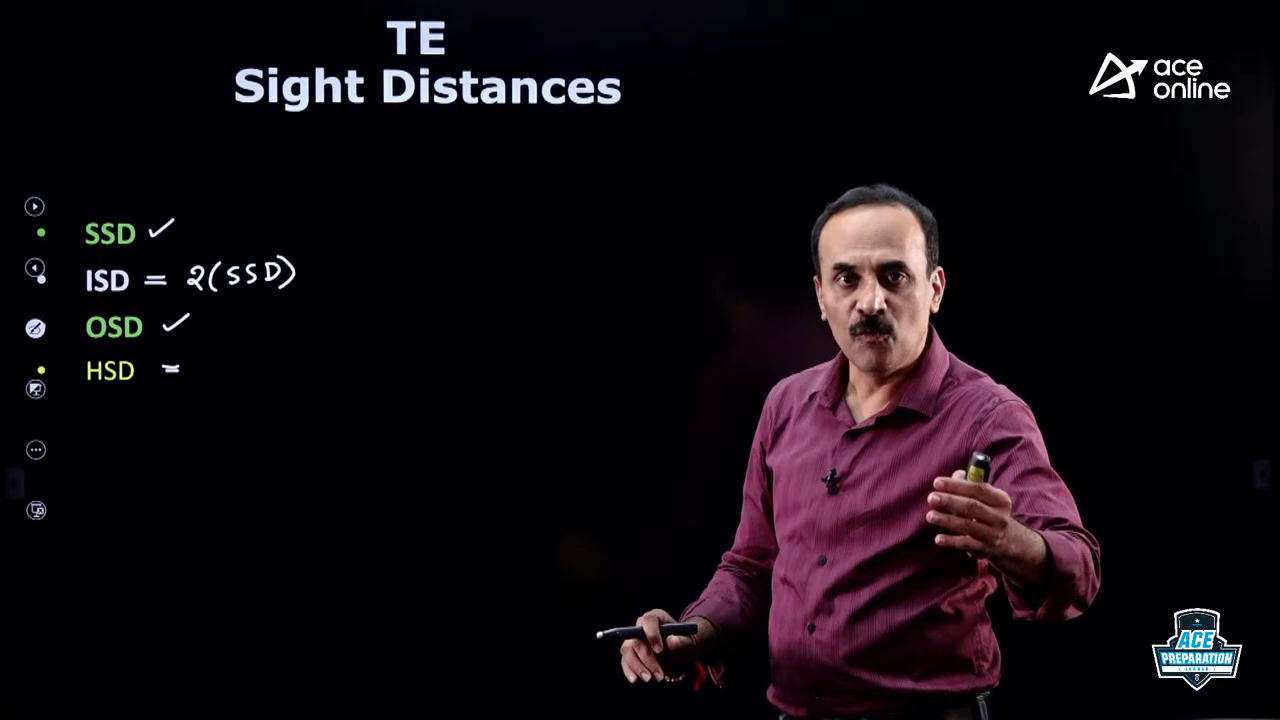 TE
Sight Distances
ace
online
SSD ✓
ISD = 2(SSD)
OSD ✓
HSD =
ACE
PREPARATION